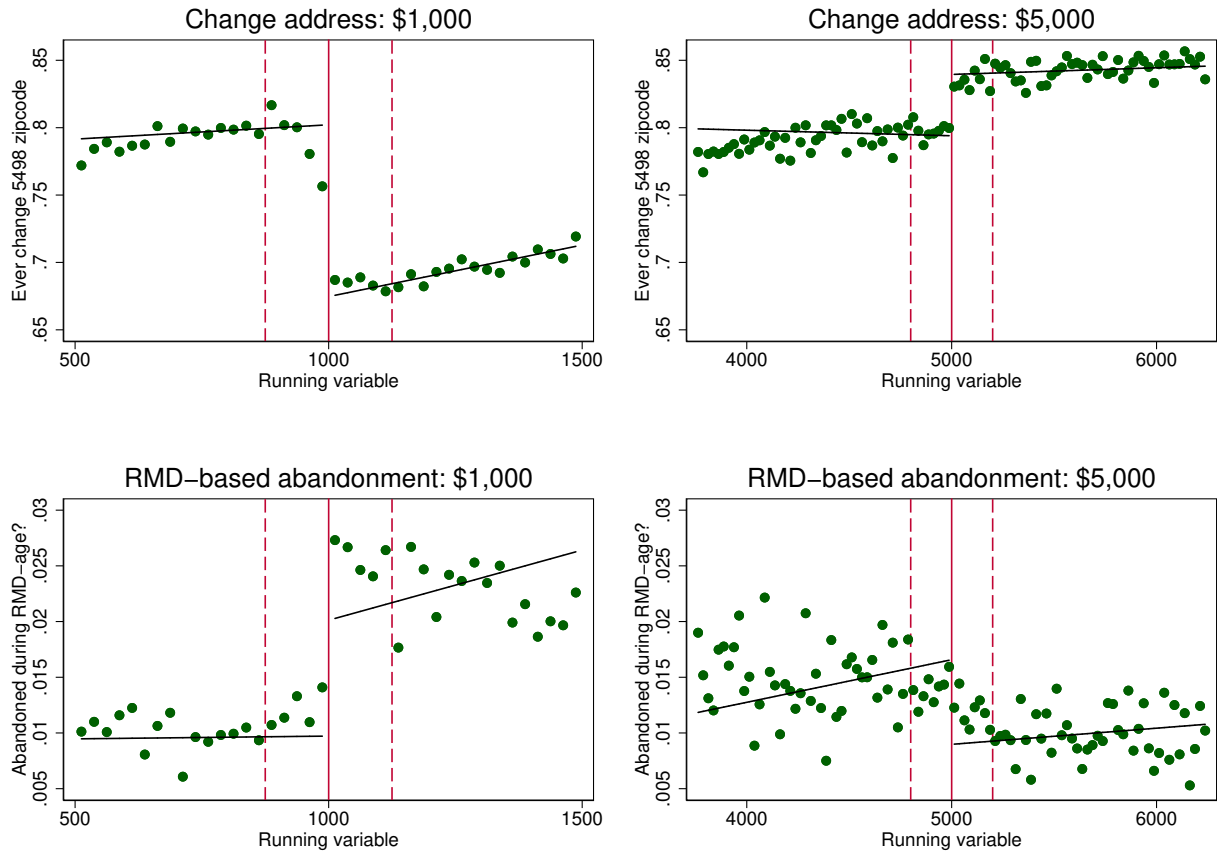 Change address: $1,000
Ever change 5498 zipcode
.85
.8
.75
.7
.65
500
1000
1500
Running variable
Change address: $5,000
Ever change 5498 zipcode
.85
.8
.75
.7
.65
4000
5000
6000
Running variable
RMD−based abandonment: $1,000
Abandoned during RMD−age?
.03
.025
.02
.015
.01
.005
500
1000
1500
Running variable
RMD−based abandonment: $5,000
Abandoned during RMD−age?
.03
.025
.02
.015
.01
.005
4000
5000
6000
Running variable